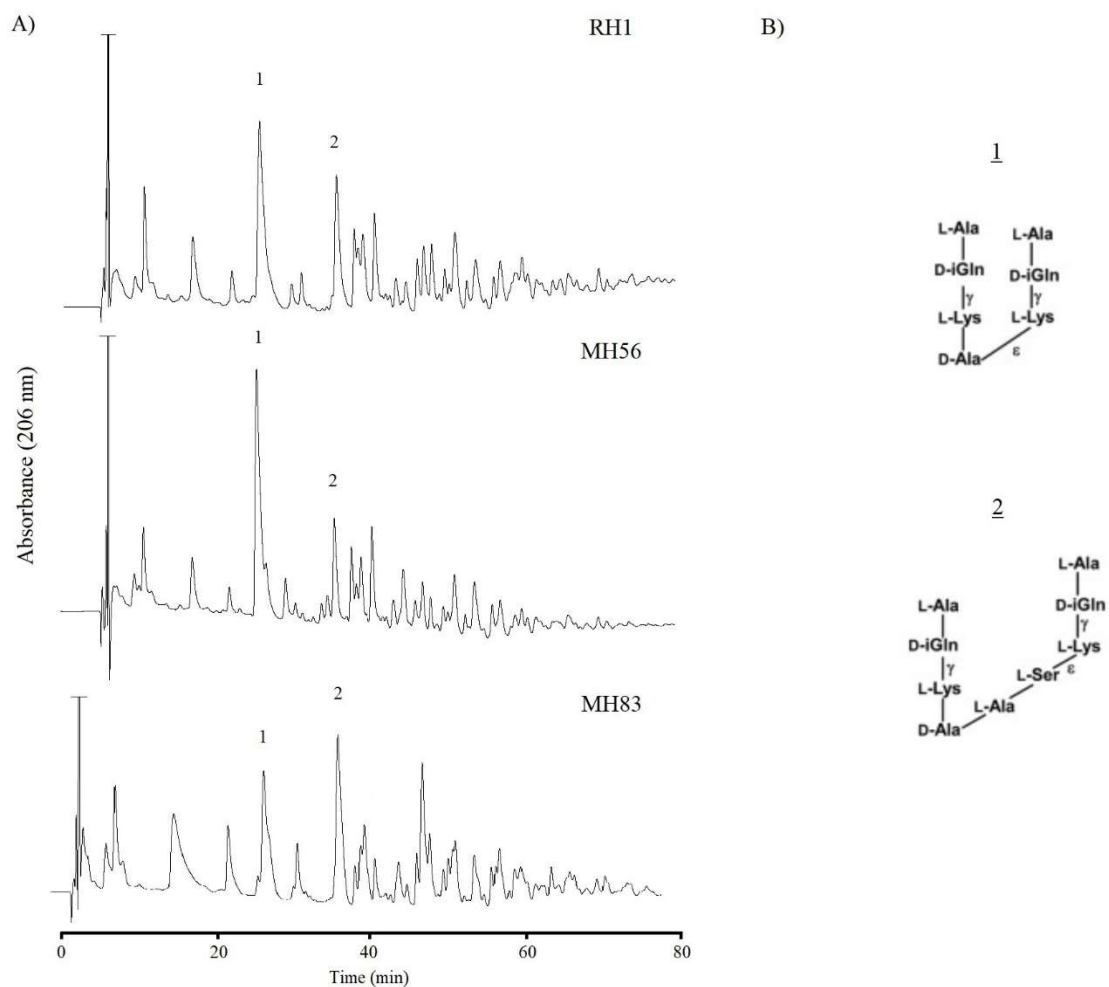 A)
RH1
1
2
MH56
1
2
MH83
1
2
Absorbance (206 nm)
0 20 40 60 80
Time (min)
B)
1
L-Ala L-Ala
D-iGln D-iGln
γ γ
L-Lys L-Lys
D-Ala ε
2
L-Ala
D-iGln
γ
L-Lys
ε
L-Ser
L-Ala
L-Ala
D-iGln
γ
L-Lys
D-Ala